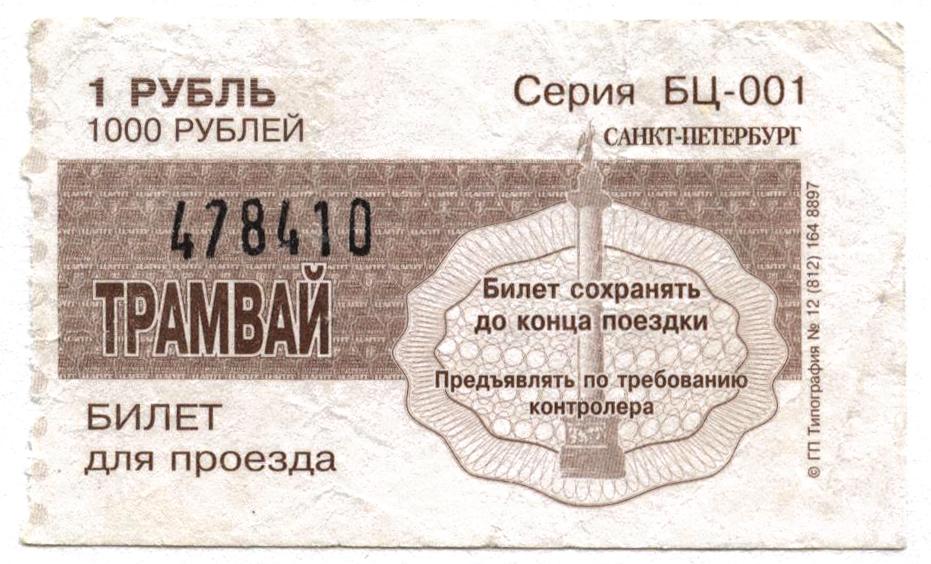 1 РУБЛЬ
1000 РУБЛЕЙ
Серия БЦ-001
САНКТ-ПЕТЕРБУРГ
478410
ТРАМВАЙ
БИЛЕТ
для проезда
Билет сохранять
до конца поездки
Предъявлять по требованию
контролера
© ГП Типография № 12 (812) 164 8897